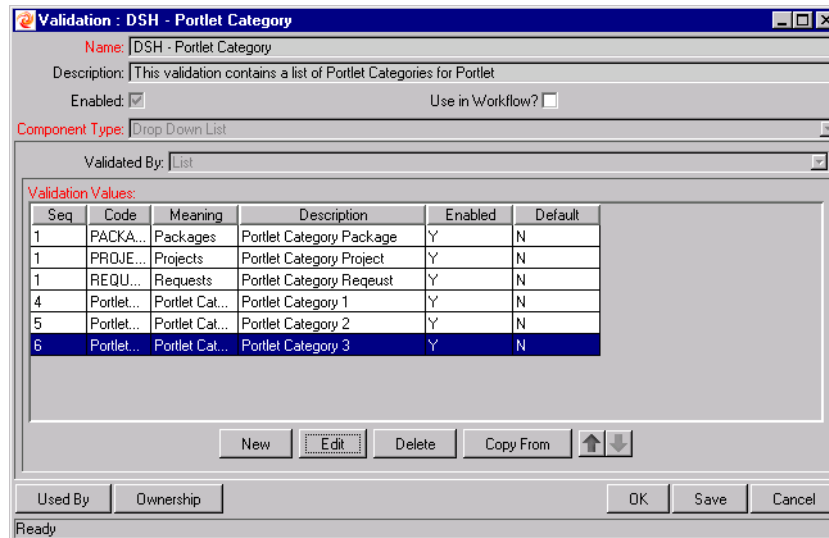 Validation : DSH - Portlet Category
Name: DSH - Portlet Category
Description: This validation contains a list of Portlet Categories for Portlet
Enabled: Use in Workflow?
Component Type: Drop Down List
Validated By: List
Validation Values:
Seq Code Meaning Description Enabled Default
1 PACKA... Packages Portlet Category Package Y N
1 PROJE... Projects Portlet Category Project Y N
1 REQU... Requests Portlet Category Reqeust Y N
4 Portlet... Portlet Cat... Portlet Category 1 Y N
5 Portlet... Portlet Cat... Portlet Category 2 Y N
6 Portlet... Portlet Cat... Portlet Category 3 Y N
New Edit Delete Copy From
Used By Ownership OK Save Cancel
Ready